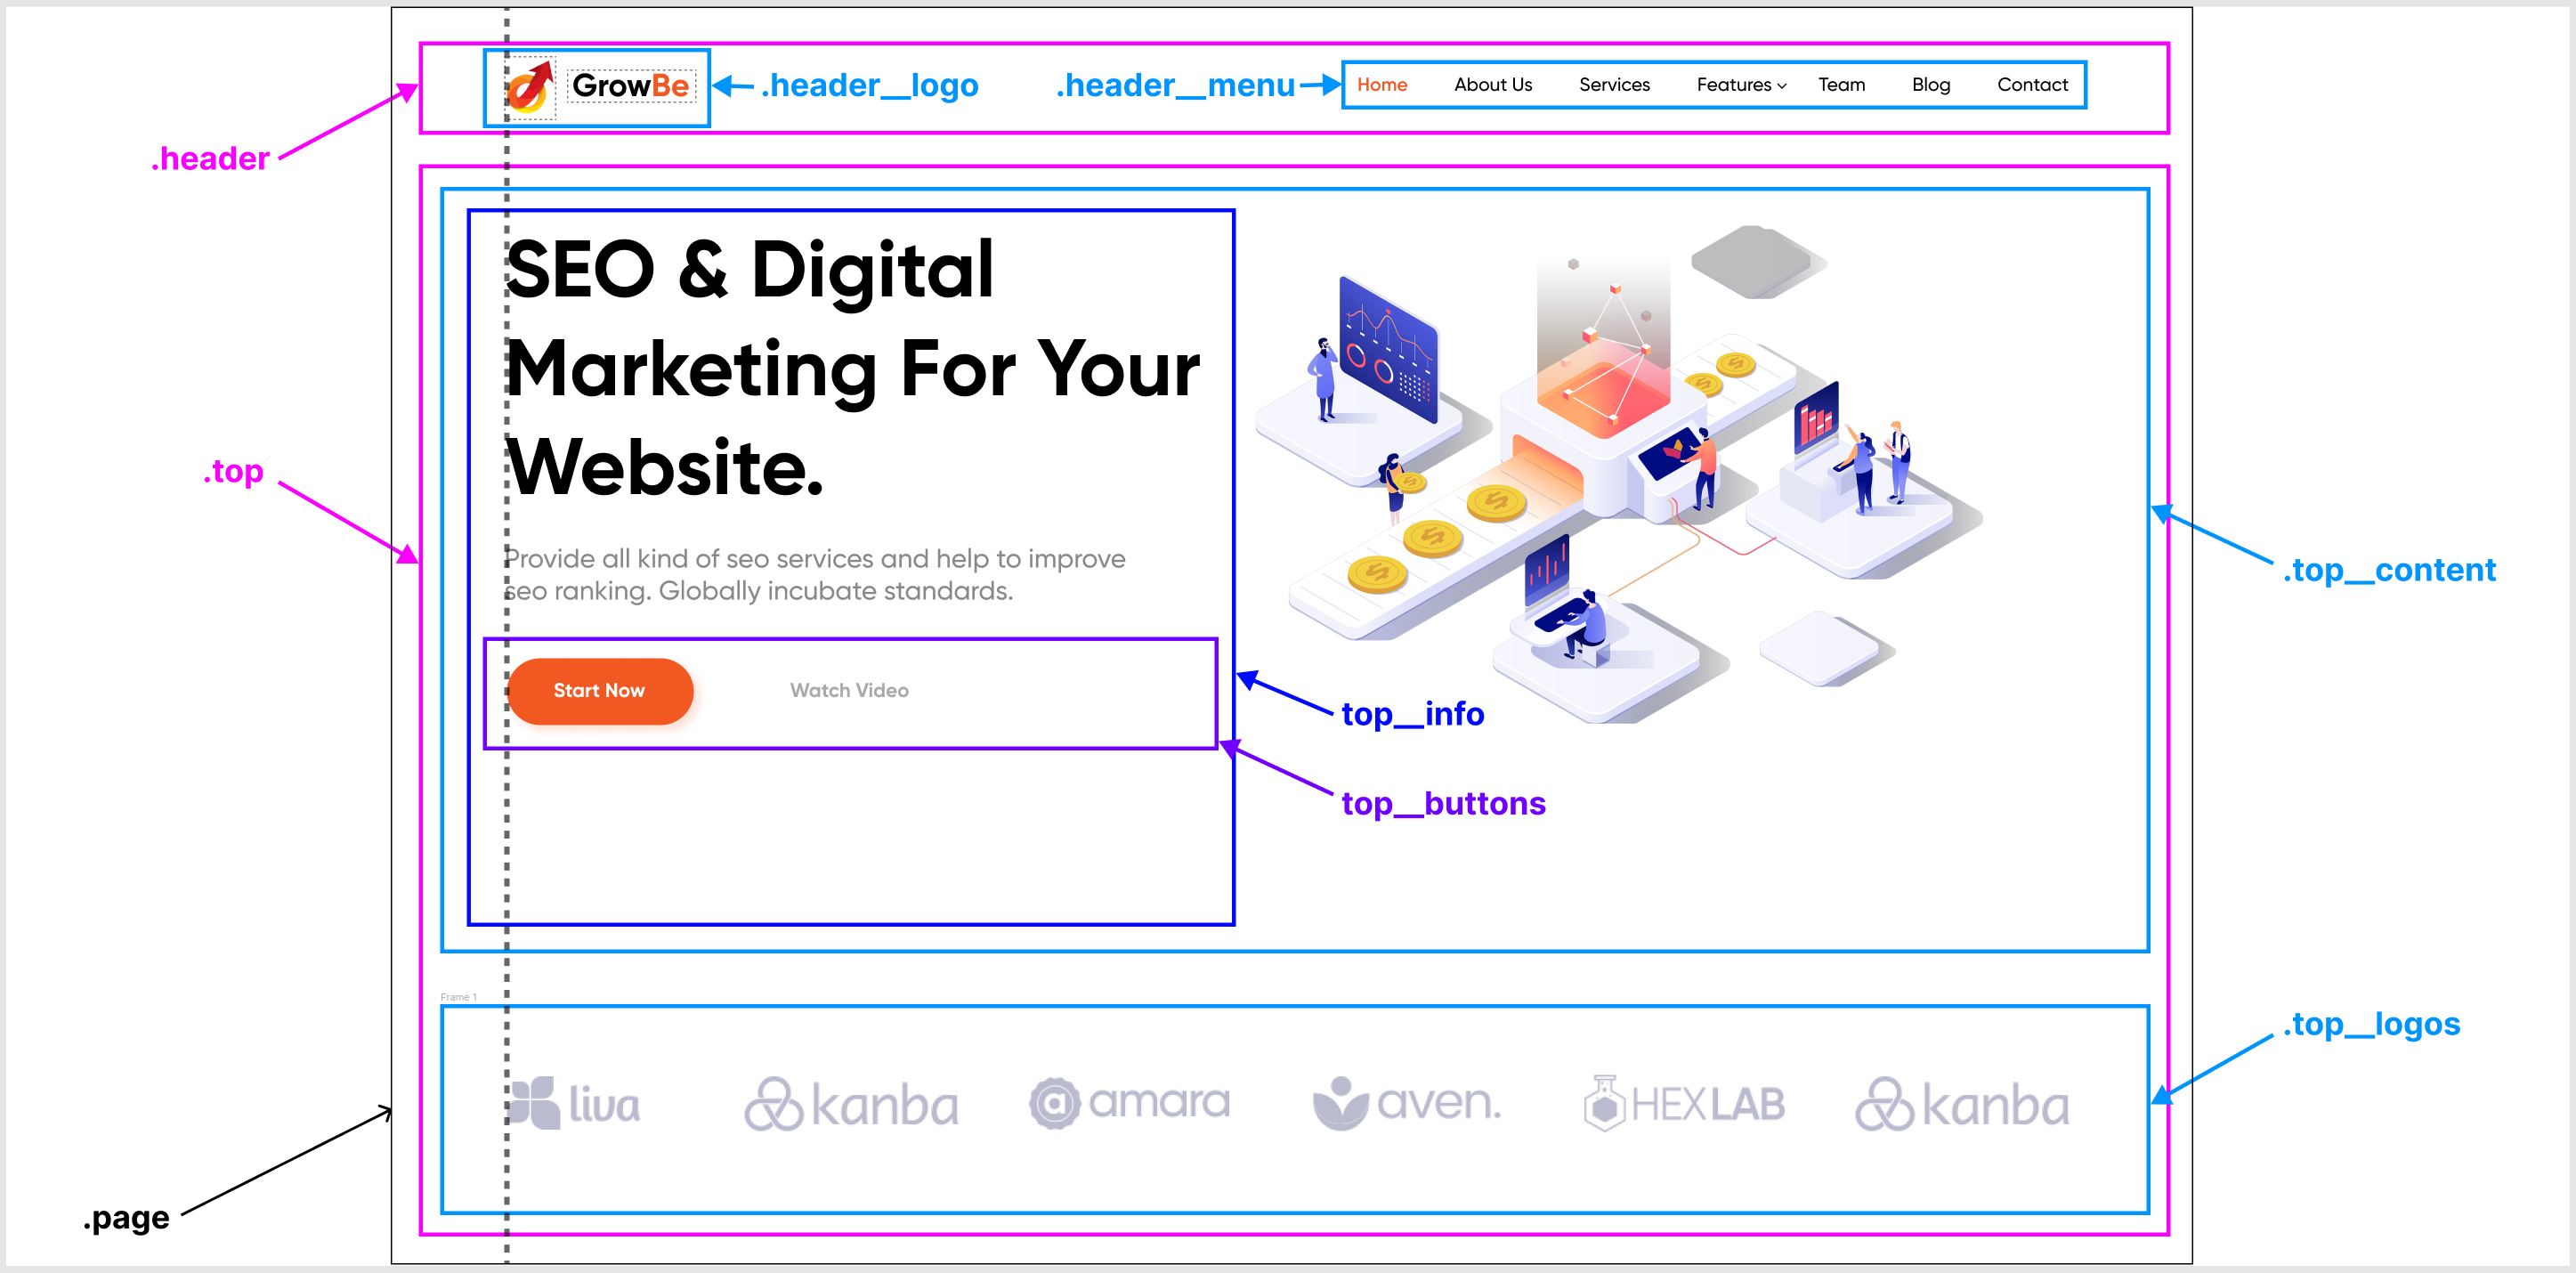 GrowBe
.header__logo
.header__menu
Home About Us Services Features Team Blog Contact
.header
SEO & Digital
Marketing For Your
Website.
.top
Provide all kind of seo services and help to improve
seo ranking. Globally incubate standards.
.top__content
Start Now
Watch Video
top__info
top__buttons
Frame 1
.top__logos
liva
kanba
amara
aven.
HEXLAB
kanba
.page